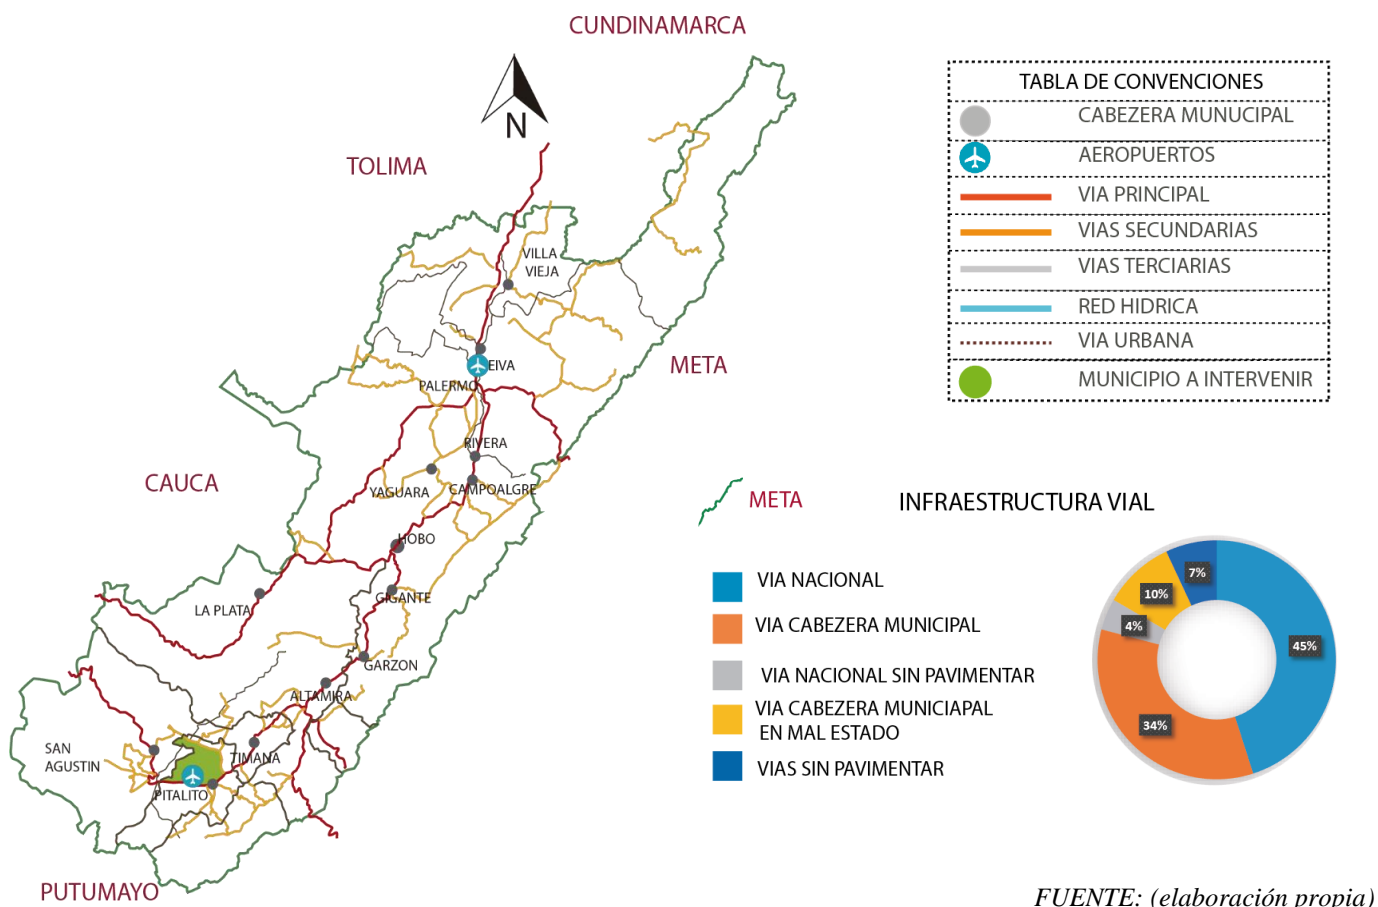 CUNDINAMARCA
N
TOLIMA
VILLA
VIEJA
EIVA
PALERMO
META
RIVERA
YAGUARA
CAMPOALGRE
CAUCA
HOBO
GIGANTE
LA PLATA
GARZON
ALTAMIRA
SAN
AGUSTIN
TIMANA
PITALITO
PUTUMAYO
TABLA DE CONVENCIONES
CABEZERA MUNUCIPAL
AEROPUERTOS
VIA PRINCIPAL
VIAS SECUNDARIAS
VIAS TERCIARIAS
RED HIDRICA
VIA URBANA
MUNICIPIO A INTERVENIR
META
INFRAESTRUCTURA VIAL
VIA NACIONAL
VIA CABEZERA MUNICIPAL
VIA NACIONAL SIN PAVIMENTAR
VIA CABEZERA MUNICIAPAL
EN MAL ESTADO
VIAS SIN PAVIMENTAR
7%
10%
4%
45%
34%
FUENTE: (elaboración propia)